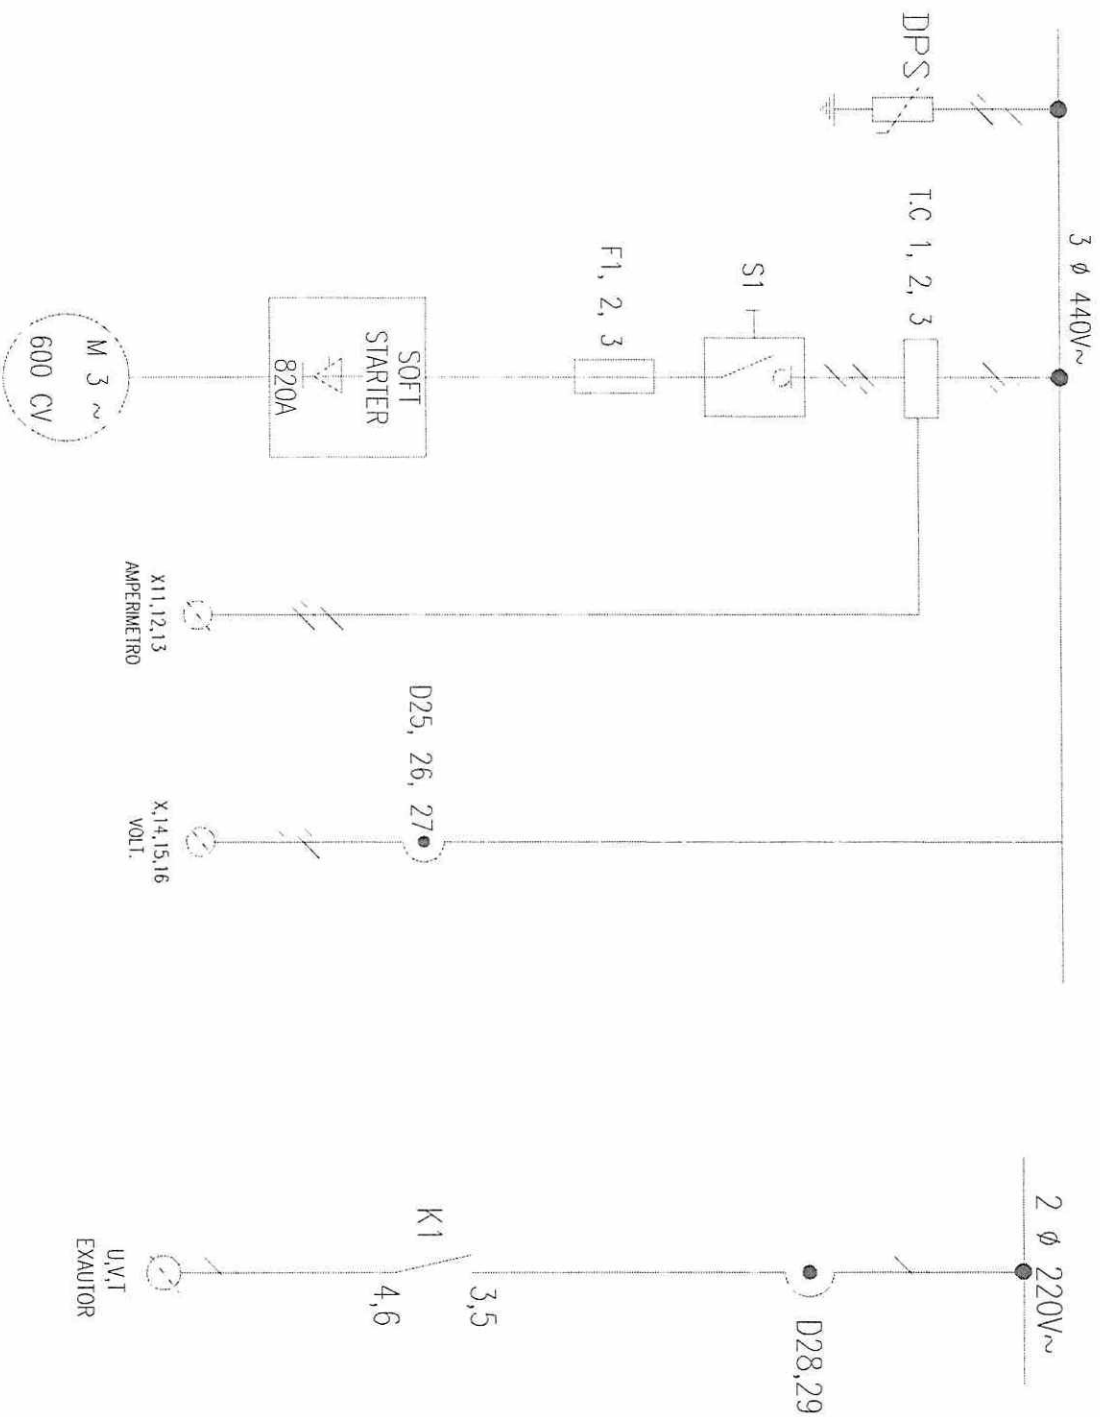 3 ø 440V~
DPS
T.C 1, 2, 3
S1
F1, 2, 3
SOFT
STARTER
820A
M 3 ~
600 CV
X11,12,13
AMPERIMETRO
D25, 26, 27
X,14,15,16
VOLT.
2 ø 220V~
D28,29
K1
3,5
4,6
U,V,T
EXAUTOR